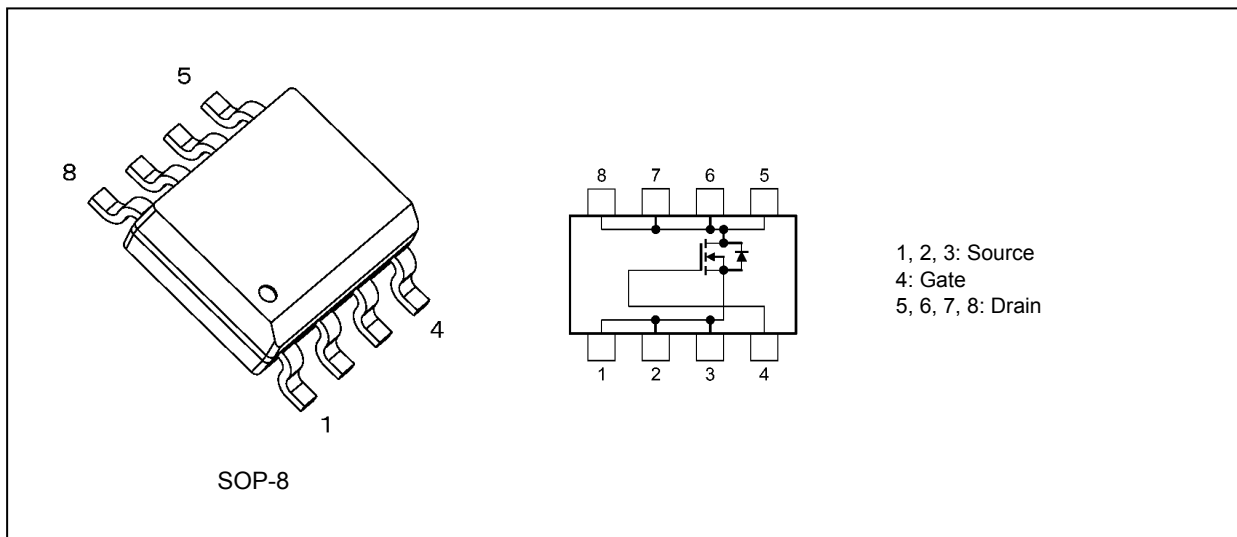 5
8
4
1
SOP-8
8 7 6 5
1 2 3 4
1, 2, 3: Source
4: Gate
5, 6, 7, 8: Drain